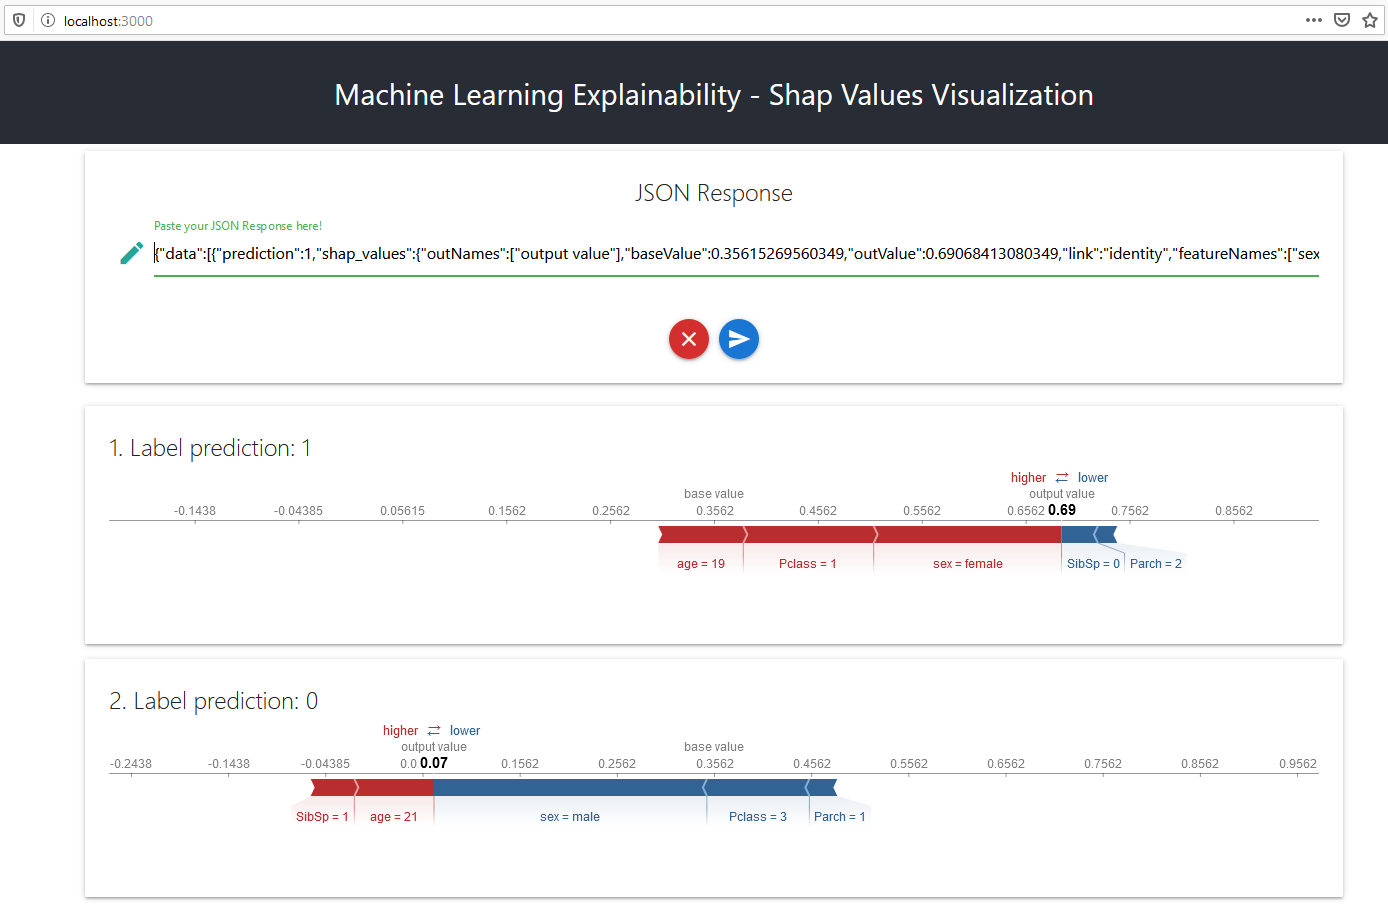 localhost:3000
Machine Learning Explainability - Shap Values Visualization
JSON Response
Paste your JSON Response here!
{"data":[{"prediction":1,"shap_values":{"outNames":["output value"],"baseValue":0.35615269560349,"outValue":0.69068413080349,"link":"identity","featureNames":["sex
1. Label prediction: 1
higher lower
base value output value
-0.1438 -0.04385 0.05615 0.1562 0.2562 0.3562 0.4562 0.5562 0.6562 0.69 0.7562 0.8562
age = 19 Pclass = 1 sex = female SibSp = 0 Parch = 2
2. Label prediction: 0
higher lower
output value base value
-0.2438 -0.1438 -0.04385 0.0 0.07 0.1562 0.2562 0.3562 0.4562 0.5562 0.6562 0.7562 0.8562 0.9562
SibSp = 1 age = 21 sex = male Pclass = 3 Parch = 1